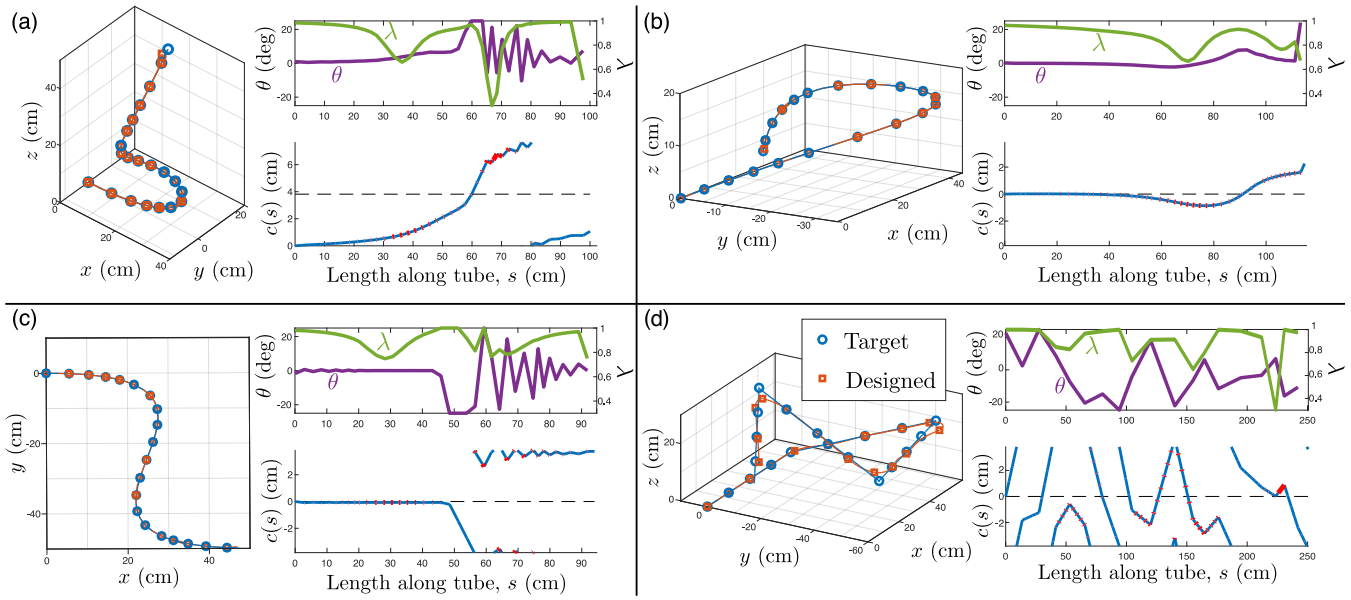 (a)
40
20
0
z (cm)
20
40
x (cm)
0
20
y (cm)
20
0
-20
θ (deg)
λ
θ
1
0.8
0.6
0.4
λ
0 10 20 30 40 50 60 70 80 90 100
6
4
2
0
c(s) (cm)
0 10 20 30 40 50 60 70 80 90 100
Length along tube, s (cm)
(b)
20
10
0
z (cm)
0
-10
-20
-30
y (cm)
0
20
40
x (cm)
20
0
-20
θ (deg)
λ
θ
1
0.8
0.6
0.4
λ
0 20 40 60 80 100
2
0
-2
c(s) (cm)
0 20 40 60 80 100
Length along tube, s (cm)
(c)
0
-20
-40
y (cm)
0 20 40
x (cm)
20
0
-20
θ (deg)
λ
θ
1
0.8
0.6
0.4
λ
0 10 20 30 40 50 60 70 80 90
2
0
-2
c(s) (cm)
0 10 20 30 40 50 60 70 80 90
Length along tube, s (cm)
(d)
Target
Designed
20
0
z (cm)
0
-20
-40
-60
y (cm)
0
20
40
x (cm)
20
0
-20
θ (deg)
λ
θ
1
0.8
0.6
0.4
λ
0 50 100 150 200 250
2
0
-2
c(s) (cm)
0 50 100 150 200 250
Length along tube, s (cm)